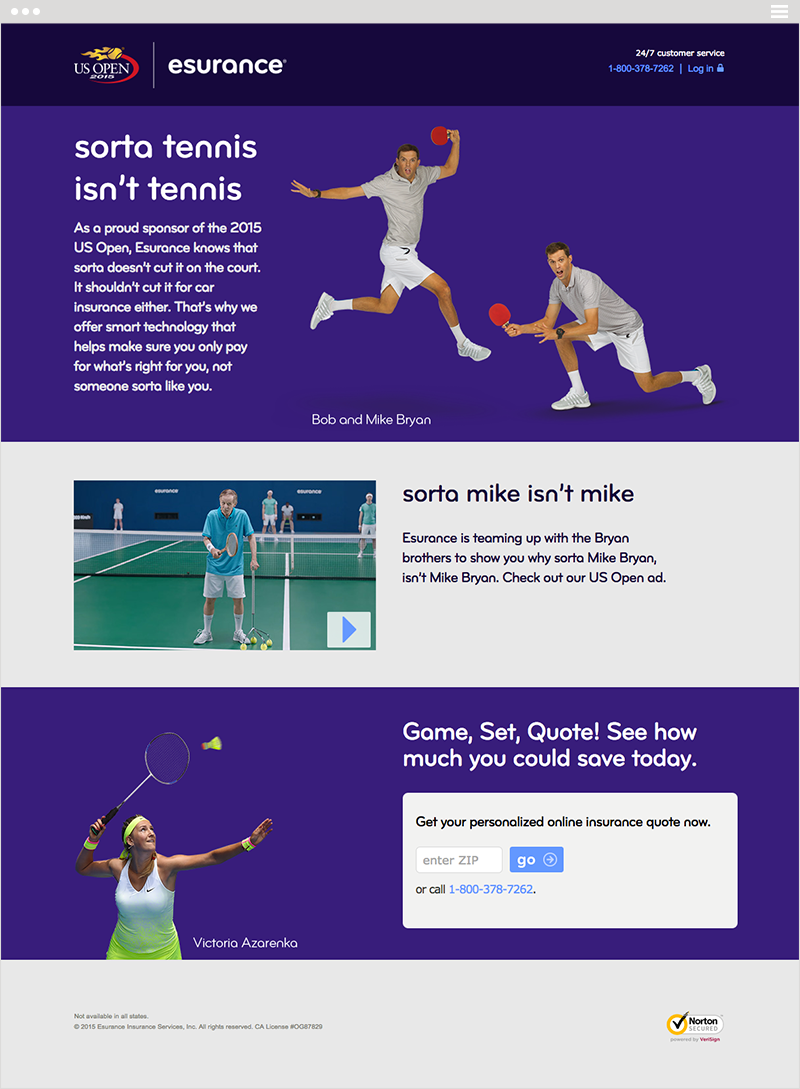 US OPEN
2015
esurance®
24/7 customer service
1-800-378-7262 | Log in
sorta tennis
isn't tennis
As a proud sponsor of the 2015
US Open, Esurance knows that
sorta doesn't cut it on the court.
It shouldn't cut it for car
insurance either. That's why we
offer smart technology that
helps make sure you only pay
for what's right for you, not
someone sorta like you.
Bob and Mike Bryan
esurance
esurance
sorta mike isn't mike
Esurance is teaming up with the Bryan
brothers to show you why sorta Mike Bryan,
isn't Mike Bryan. Check out our US Open ad.
Game, Set, Quote! See how
much you could save today.
Get your personalized online insurance quote now.
enter ZIP
go
or call 1-800-378-7262.
Victoria Azarenka
Not available in all states.
© 2015 Esurance Insurance Services, Inc. All rights reserved. CA License #OG87829
Norton
SECURED
powered by VeriSign